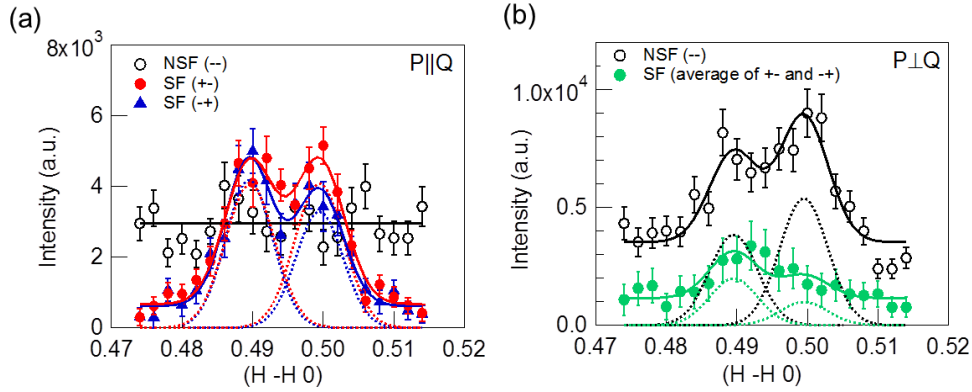 (a)
8x10³
6
4
2
0
Intensity (a.u.)
NSF (--)
SF (+-)
SF (-+)
P||Q
0.47 0.48 0.49 0.50 0.51 0.52
(H -H 0)
(b)
1.0x10⁴
0.5
0.0
Intensity (a.u.)
NSF (--)
SF (average of +- and -+)
P⊥Q
0.47 0.48 0.49 0.50 0.51 0.52
(H -H 0)